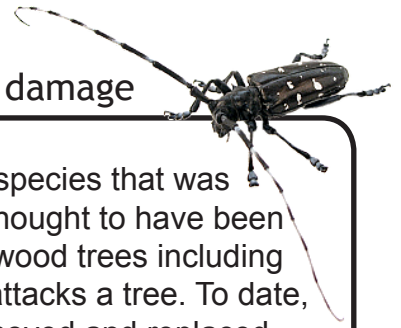 damage
species that was
hought to have been
wood trees including
attacks a tree. To date,
moved and replaced